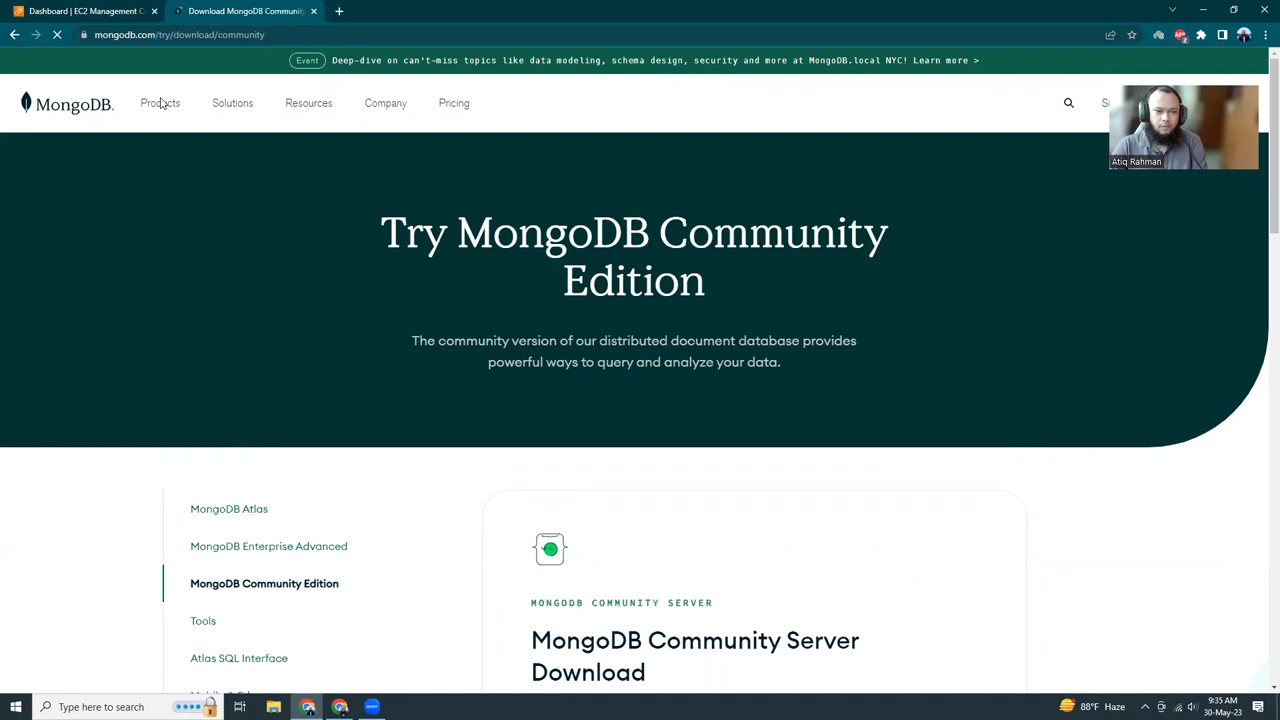 Dashboard | EC2 Management C
Download MongoDB Community
mongodb.com/try/download/community
Event
Deep-dive on can't-miss topics like data modeling, schema design, security and more at MongoDB.local NYC! Learn more >
MongoDB.
Products
Solutions
Resources
Company
Pricing
Atiq Rahman
Try MongoDB Community
Edition
The community version of our distributed document database provides
powerful ways to query and analyze your data.
MongoDB Atlas
MongoDB Enterprise Advanced
MongoDB Community Edition
Tools
Atlas SQL Interface
MONGODB COMMUNITY SERVER
MongoDB Community Server
Download
Type here to search
88°F Haze
9:35 AM
30-May-23